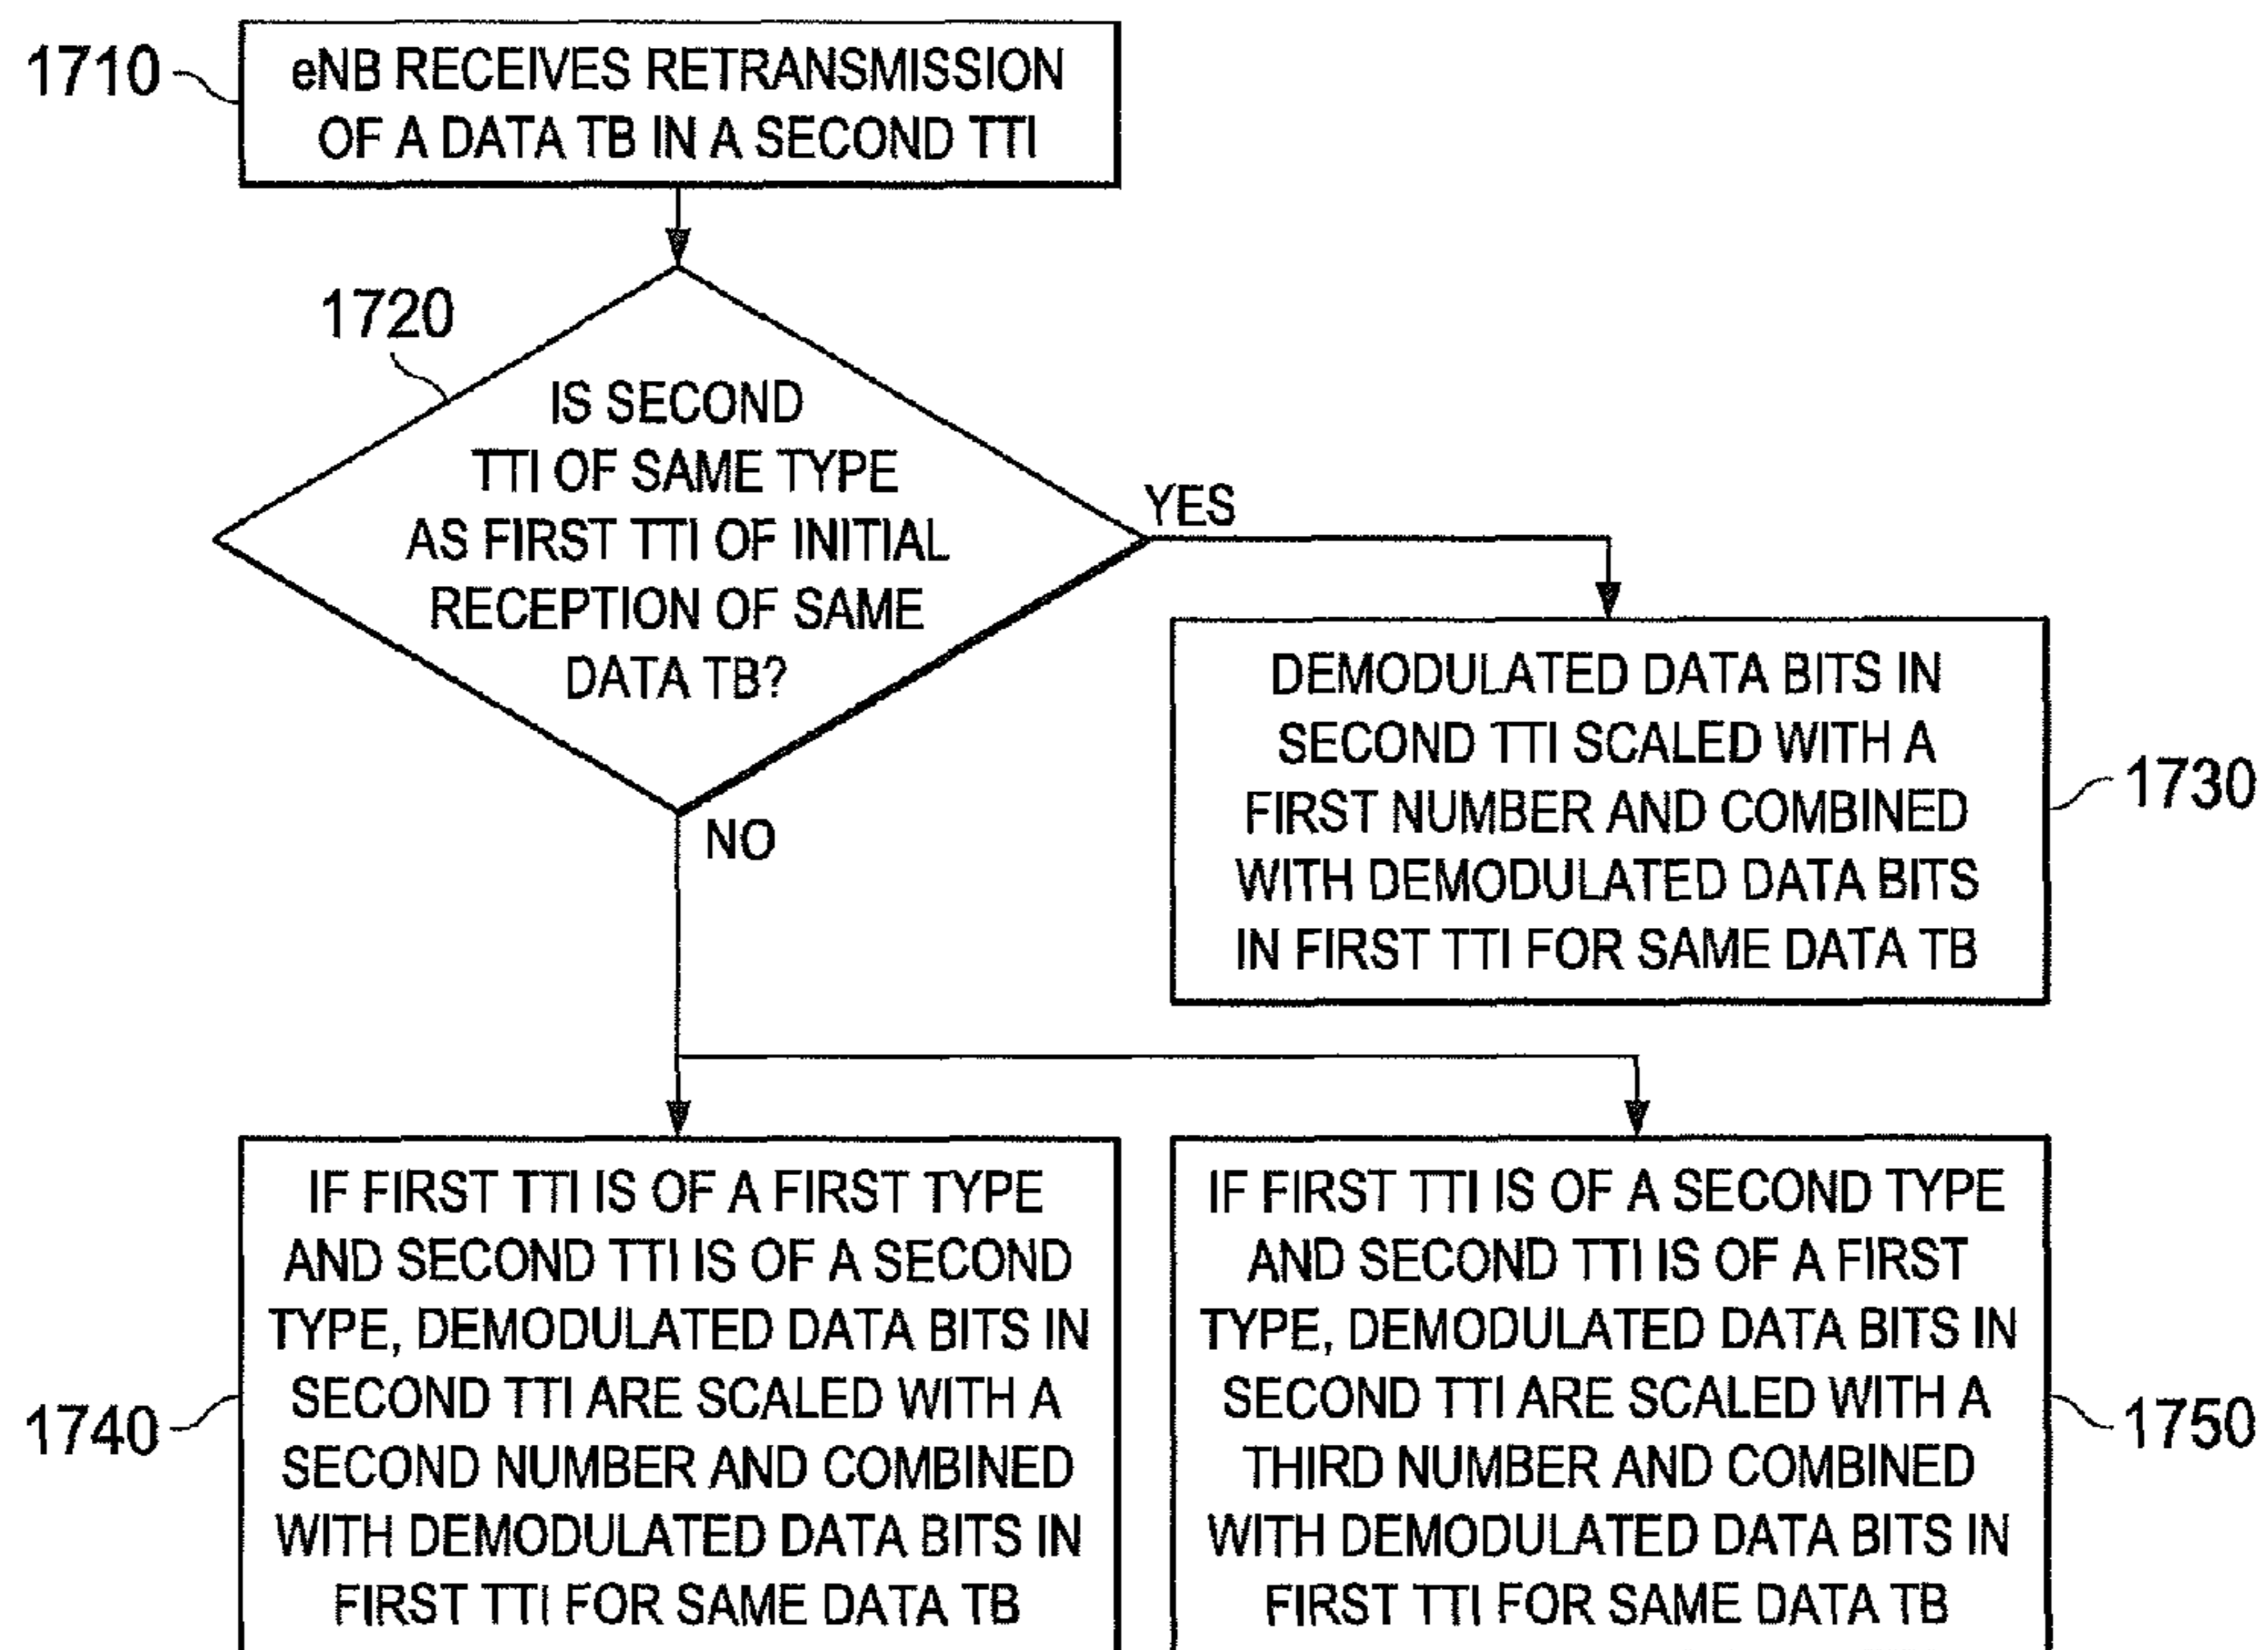 1710
eNB RECEIVES RETRANSMISSION
OF A DATA TB IN A SECOND TTI
1720
IS SECOND
TTI OF SAME TYPE
AS FIRST TTI OF INITIAL
RECEPTION OF SAME
DATA TB?
YES
NO
DEMODULATED DATA BITS IN
SECOND TTI SCALED WITH A
FIRST NUMBER AND COMBINED
WITH DEMODULATED DATA BITS
IN FIRST TTI FOR SAME DATA TB
1730
IF FIRST TTI IS OF A FIRST TYPE
AND SECOND TTI IS OF A SECOND
TYPE, DEMODULATED DATA BITS IN
SECOND TTI ARE SCALED WITH A
SECOND NUMBER AND COMBINED
WITH DEMODULATED DATA BITS IN
FIRST TTI FOR SAME DATA TB
1740
IF FIRST TTI IS OF A SECOND TYPE
AND SECOND TTI IS OF A FIRST
TYPE, DEMODULATED DATA BITS IN
SECOND TTI ARE SCALED WITH A
THIRD NUMBER AND COMBINED
WITH DEMODULATED DATA BITS IN
FIRST TTI FOR SAME DATA TB
1750